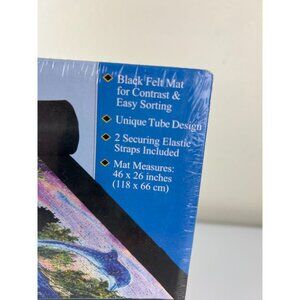 Black Felt Mat
for Contrast &
Easy Sorting
Unique Tube Design
2 Securing Elastic
Straps Included
Mat Measures:
46 x 26 inches
(118 x 66 cm)